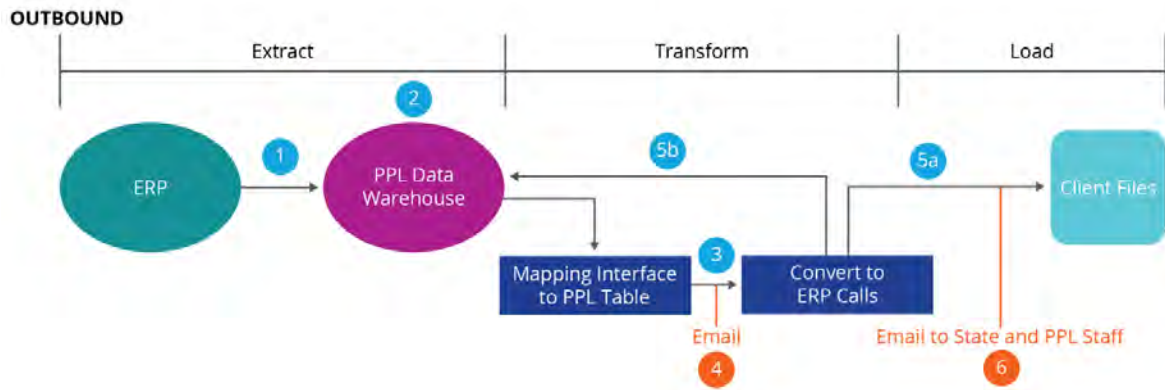 OUTBOUND
Extract
Transform
Load
2
1
5b
5a
ERP
PPL Data
Warehouse
Client Files
3
Mapping Interface
to PPL Table
Convert to
ERP Calls
Email
Email to State and PPL Staff
4
6